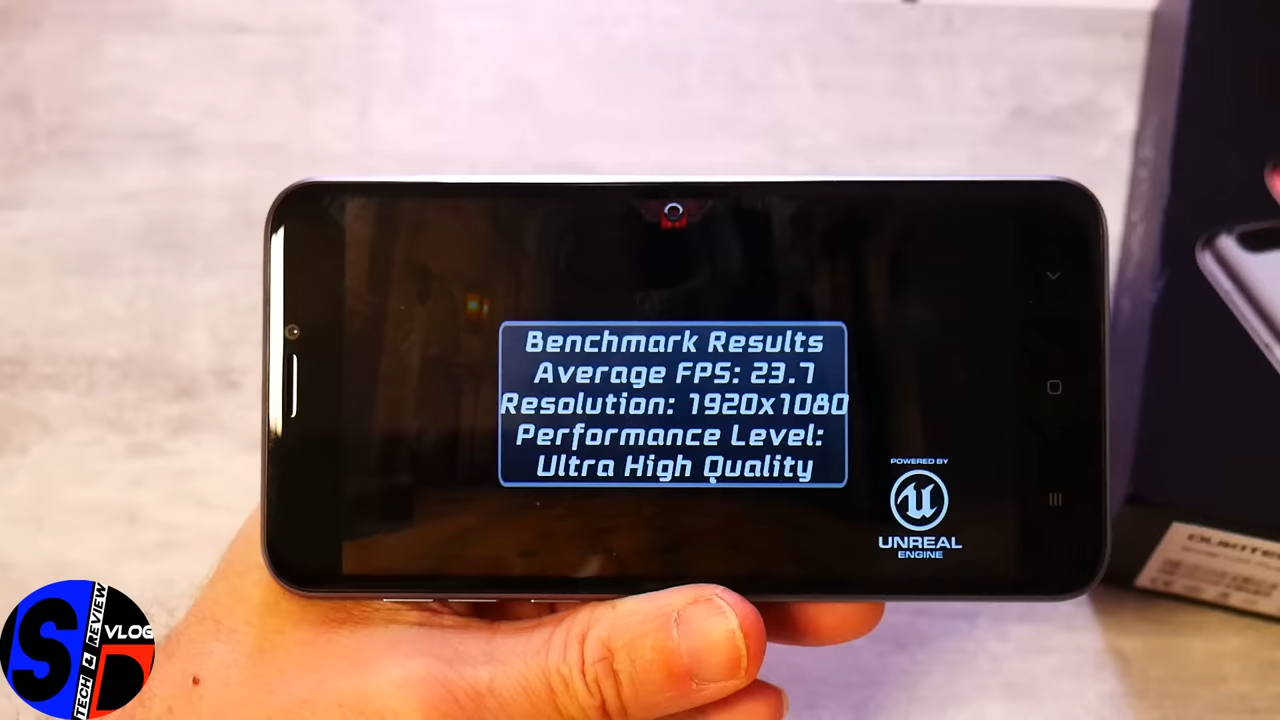 Benchmark Results
Average FPS: 23.7
Resolution: 1920x1080
Performance Level:
Ultra High Quality
POWERED BY
UNREAL
ENGINE
OUKITEL
S
TECH & REVIEW
VLOG
D